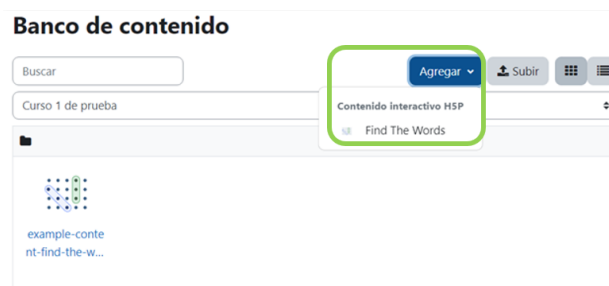 Banco de contenido
Buscar
Agregar
Subir
Curso 1 de prueba
Contenido interactivo H5P
Find The Words
example-conte
nt-find-the-w...